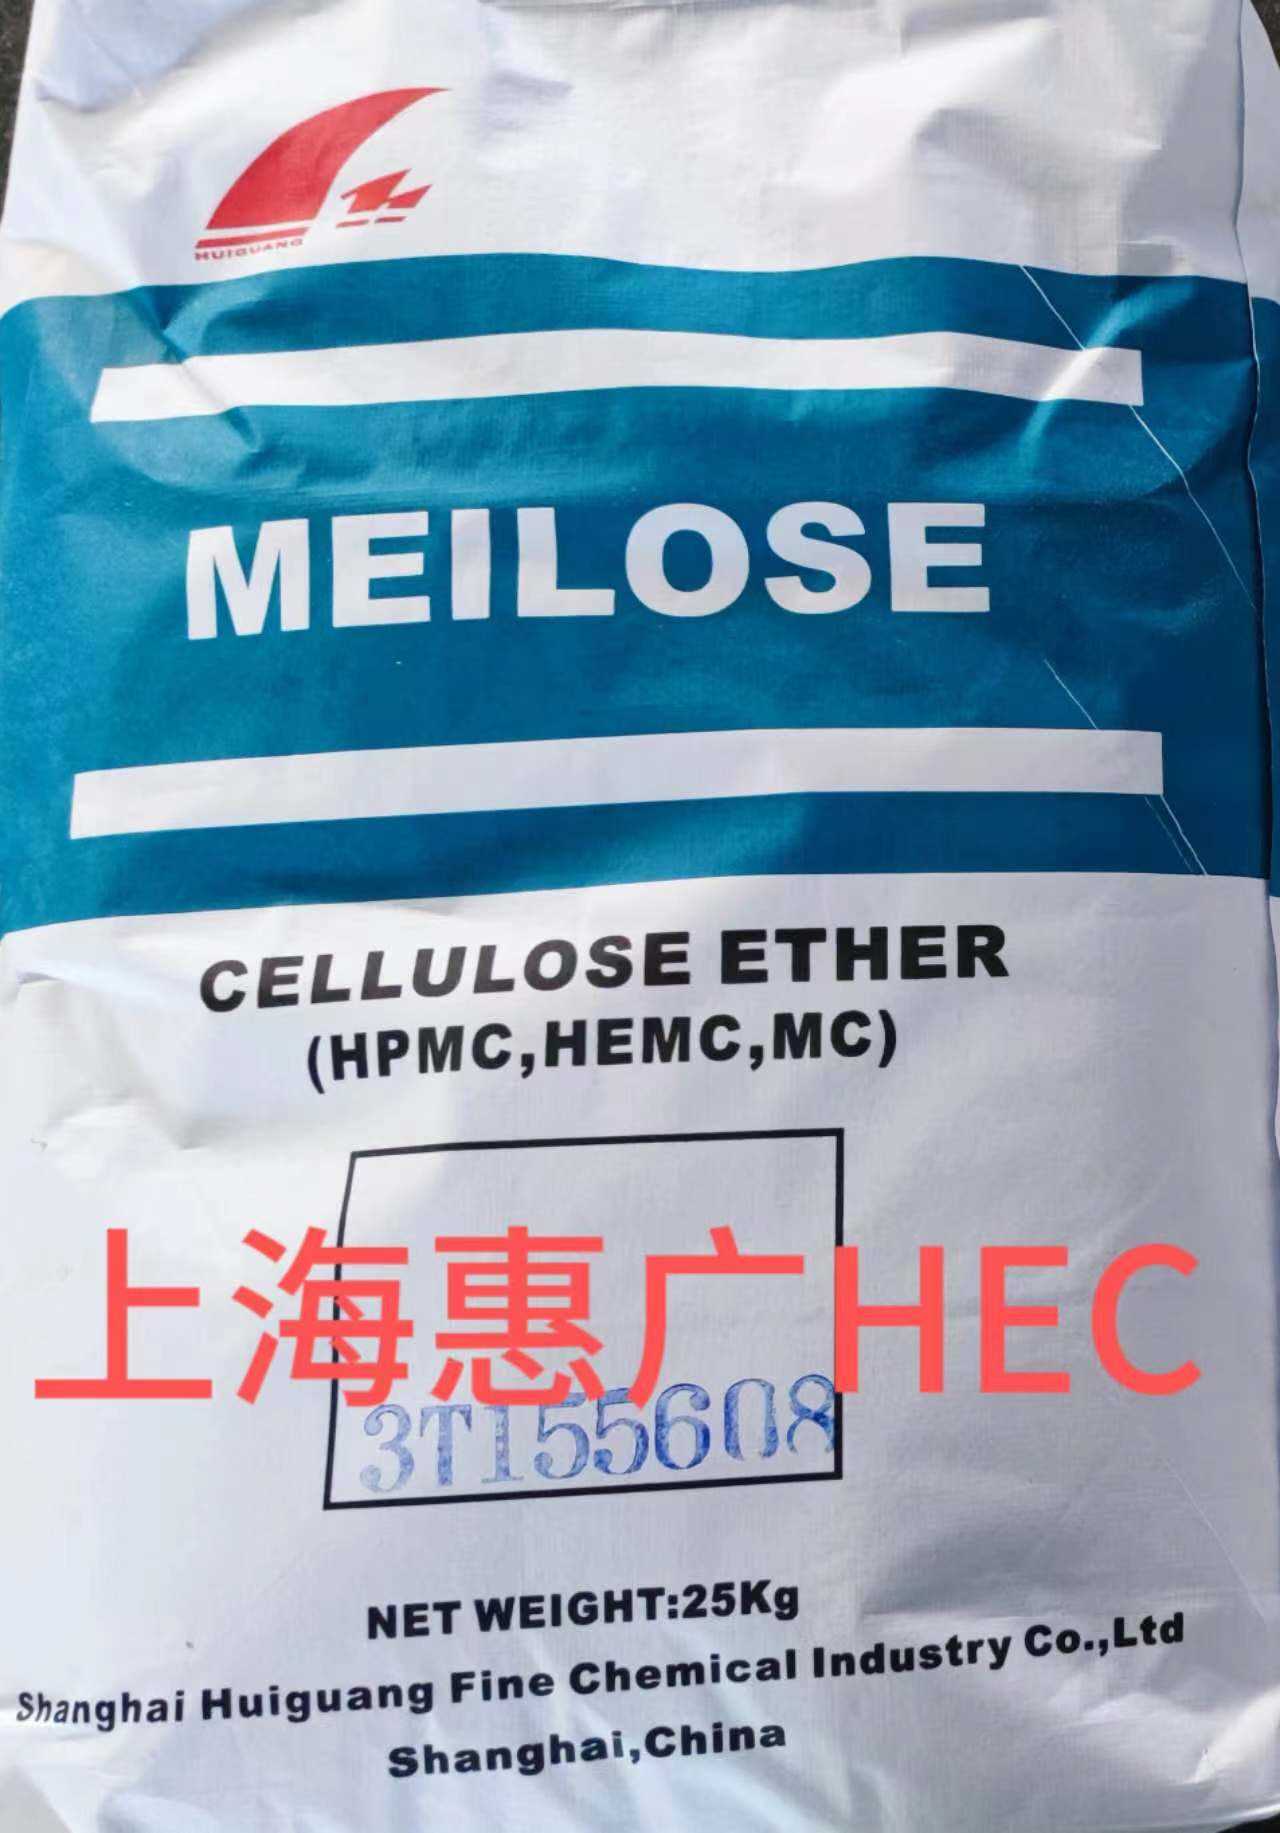 HUIGUANG
MEILOSE
CELLULOSE ETHER
(HPMC,HEMC,MC)
上海惠广HEC
3T155608
NET WEIGHT:25Kg
Shanghai Huiguang Fine Chemical Industry Co.,Ltd
Shanghai,China